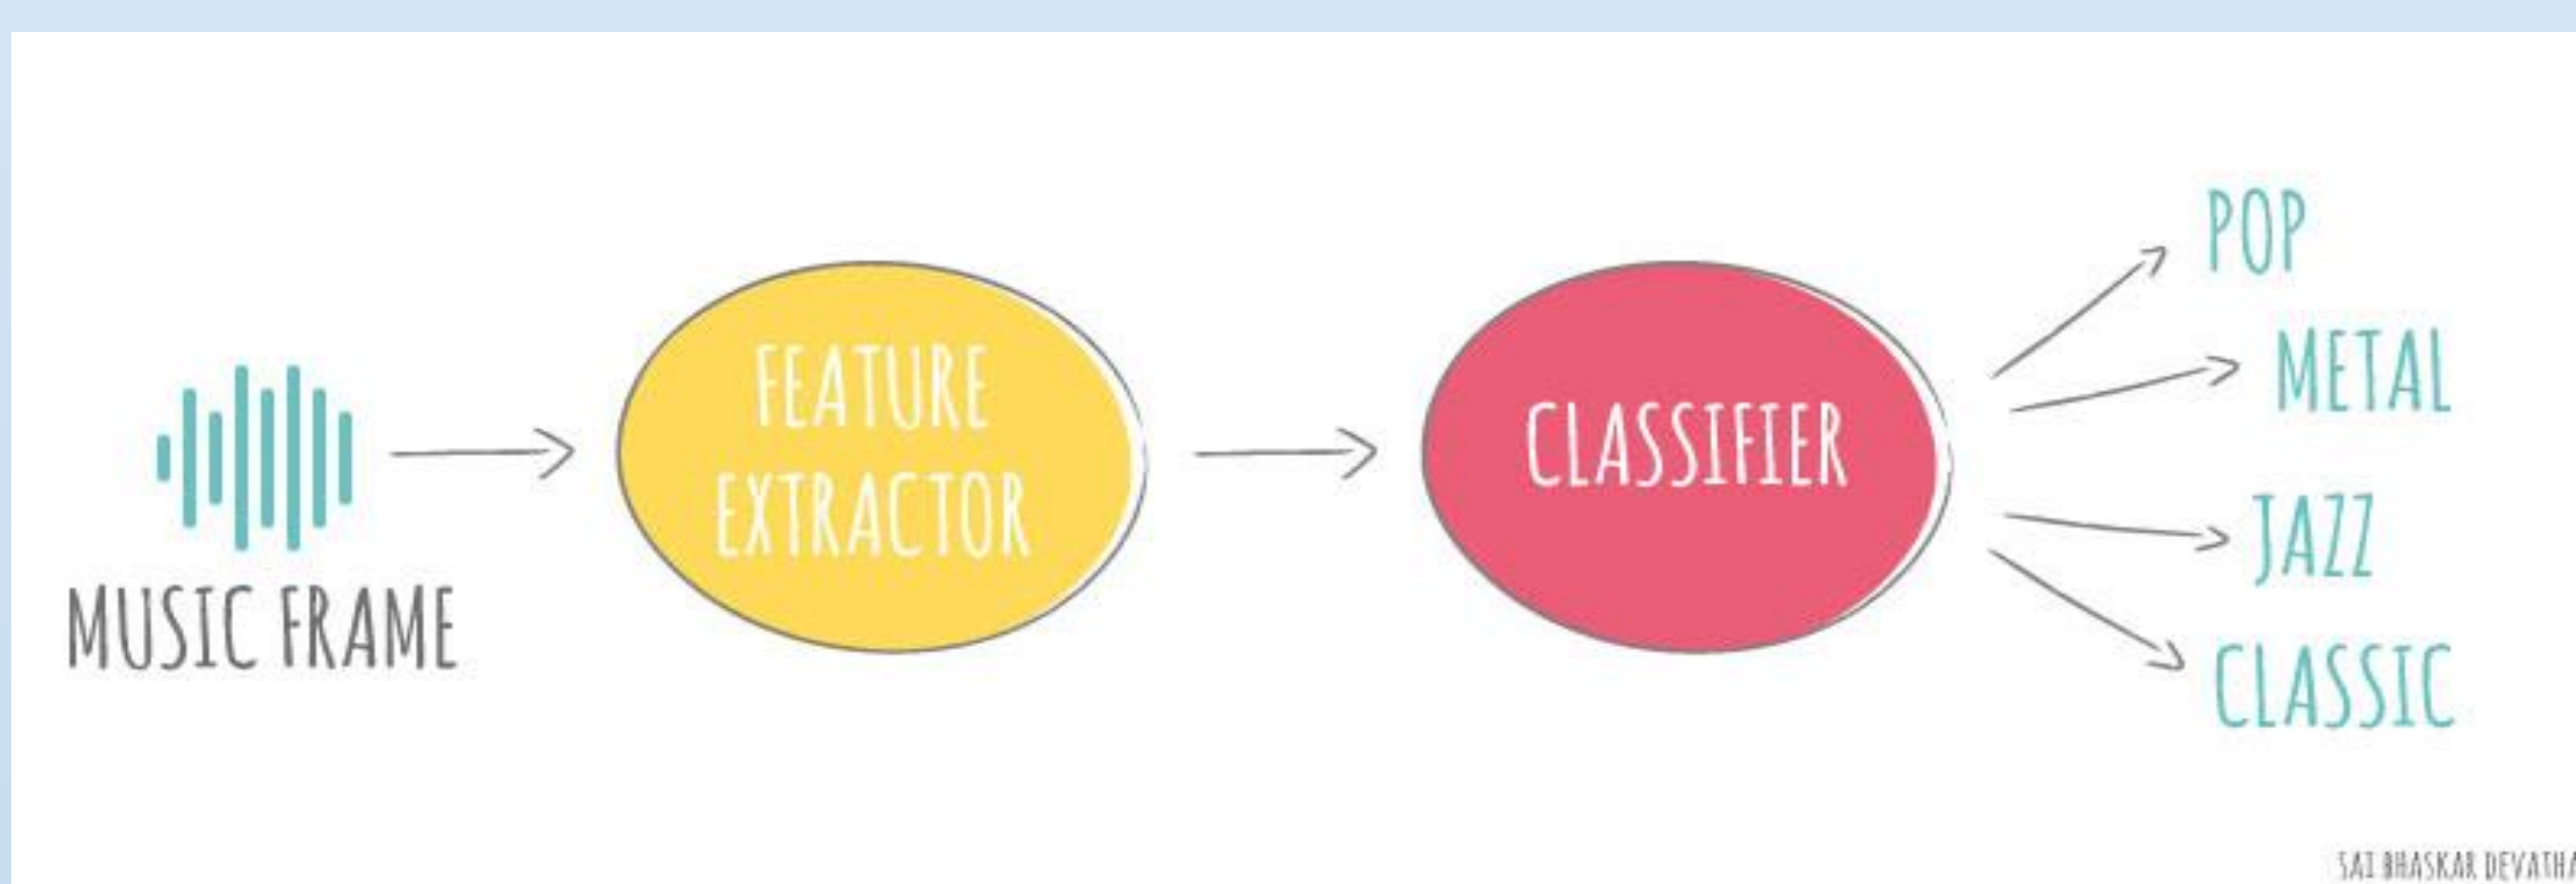 MUSIC FRAME
FEATURE
EXTRACTOR
CLASSIFIER
POP
METAL
JAZZ
CLASSIC
SAI BHASKAR DEVATHA